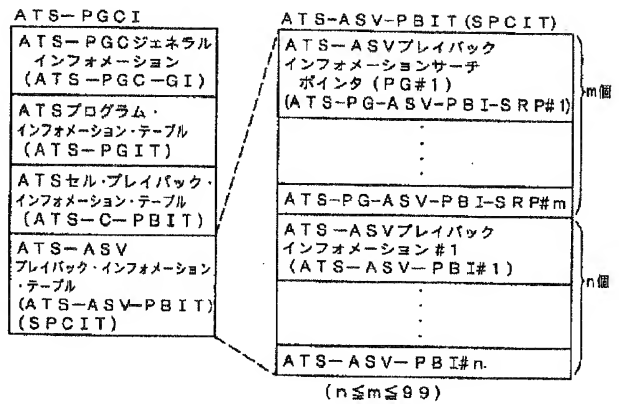 ATS-PGCI
ATS-PGCジェネラル
インフォメーション
(ATS-PGC-GI)
ATSプログラム・
インフォメーション・テーブル
(ATS-PGIT)
ATSセル・プレイバック・
インフォメーション・テーブル
(ATS-C-PBIT)
ATS-ASV
プレイバック・インフォメーション
・テーブル
(ATS-ASV-PBIT)
(SPCIT)
ATS-ASV-PBIT(SPCIT)
ATS-ASVプレイバック
インフォメーションサーチ
ポインタ(PG#1)
(ATS-PG-ASV-PBI-SRP#1)
ATS-PG-ASV-PBI-SRP#m
m個
ATS-ASVプレイバック
インフォメーション#1
(ATS-ASV-PBI#1)
ATS-ASV-PBI#n
n個
(n≦m≦99)